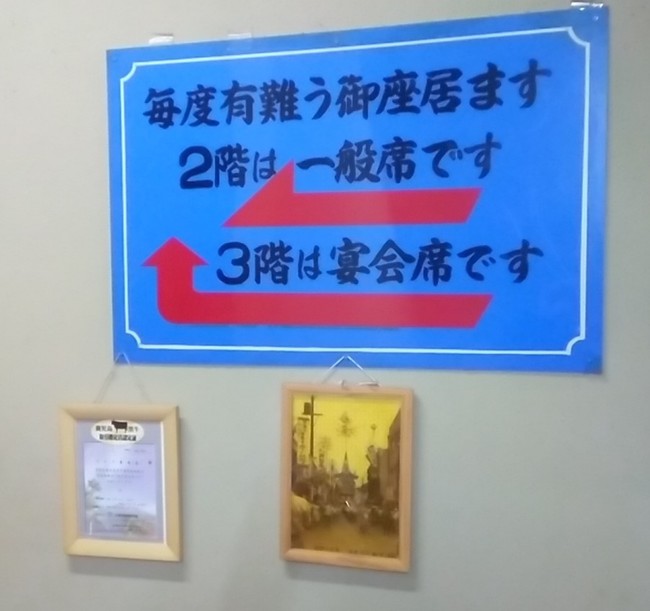 毎度有難う御座居ます
2階は 一般席です
3階は宴会席です